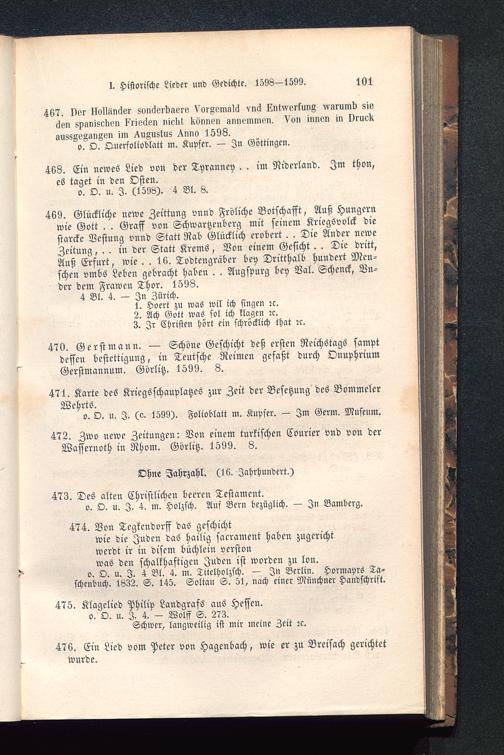 I. Historische Lieder und Gedichte. 1598—1599. 101
467. Der Holländer sonderbaere Vorgemald vnd Entwerfung warumb sie
den spanischen Frieden nicht können annemmen. Von innen in Druck
aussgegangen im Augustus Anno 1598.
o. O. Querfolioblatt m. Kupfer. — In Göttingen.
468. Ein newes Lied von der Tyranney . . im Niderland. Im thon,
es taget in den Osten.
o. O. u. J. (1598). 4 Bl. 8.
469. Glückliche newe Zeittung vnnd Fröliche Botschafft, Auß Hungern
wie Gott . . Graff von Schwartzenberg mit seinem Kriegsvolck die
starcke Vestung vnnd Statt Rab Glücklich erobert . . Die Ander newe
Zeitung, . . in der Statt Krems, Von einem Gesicht . . Die dritt,
Auß Erfurt, wie . . 16. Todtengräber bey Dritthalb hundert Men-
schen vmbs Leben gebracht haben . . Augspurg bey Val. Schenck, Vn-
der dem Frawen Thor. 1598.
4 Bl. 4. — In Zürich.
1. Hoert zu was wil ich singen ꝛc.
2. Ach Gott was sol ich klagen ꝛc.
3. Jr Christen hört ein schröcklich that ꝛc.
470. Gerstmann. — Schöne Geschicht deß ersten Reichstags sampt
dessen bestettigung, in Teutsche Reimen gefaßt durch Onuphrium
Gerstmannum. Görlitz. 1599. 8.
471. Karte des Kriegsschauplatzes zur Zeit der Besetzung des Bommeler
Wehrts.
o. O. u. J. (c. 1599). Folioblatt m. Kupfer. — Im Germ. Museum.
472. Zwo newe Zeitungen: Von einem turkischen Courier vnd von der
Wassernoth in Rhom. Görlitz. 1599. 8.
Ohne Jahrzahl. (16. Jahrhundert.)
473. Des alten Christlichen beeren Testament.
o. O. u. J. 4. m. Holzsch. Auf Bern bezüglich. — In Bamberg.
474. Von Tegkendorff das geschicht
wie die Juden das hailig sacrament haben zugericht
werdt ir in disem büchlein verston
was den schalkhaftigen Juden ist worden zu lon.
o. O. u. J. 4 Bl. 4. m. Titelholzsch. — In Berlin. Hormayrs Ta-
schenbuch. 1832. S. 145. Soltau S. 51, nach einer Münchner Handschrift.
475. Klagelied Philip Landgrafs aus Hessen.
o. O. u. J. 4. — Wolff S. 273.
Schwer, langweilig ist mir meine Zeit ꝛc.
476. Ein Lied vom Peter von Hagenbach, wie er zu Breisach gerichtet
wurde.